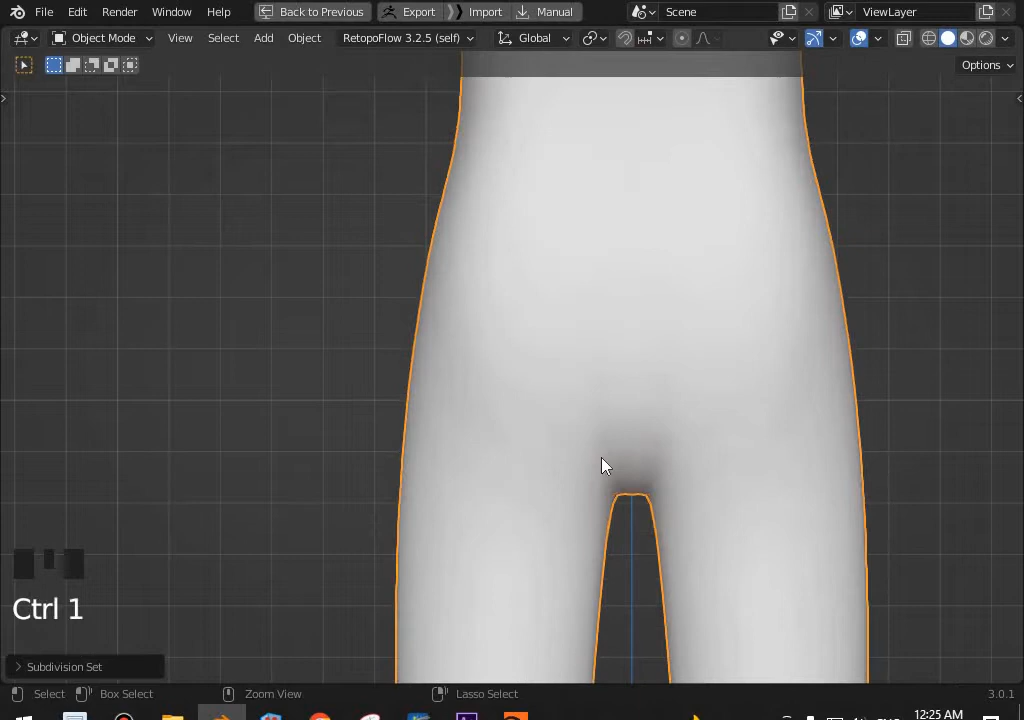 File Edit Render Window Help Back to Previous Export Import Manual Scene ViewLayer
Object Mode View Select Add Object RetopoFlow 3.2.5 (self) Global
Options
Ctrl 1
Subdivision Set
Select Box Select Zoom View Lasso Select 3.0.1
12:25 AM